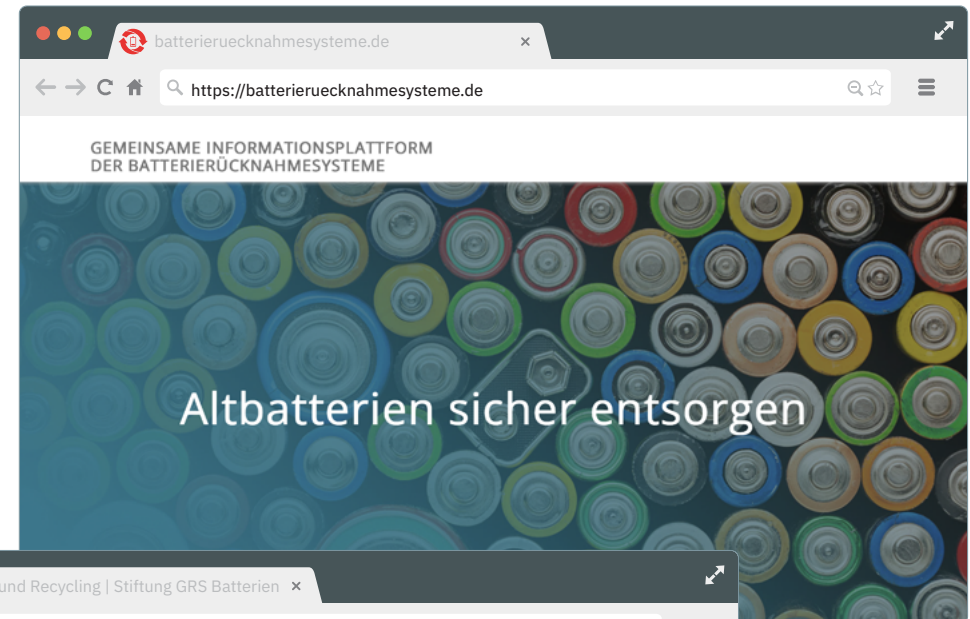 batterieruecknahmesysteme.de
https://batterieruecknahmesysteme.de
GEMEINSAME INFORMATIONSPLATTFORM
DER BATTERIERÜCKNAHMESYSTEME
Altbatterien sicher entsorgen
und Recycling | Stiftung GRS Batterien